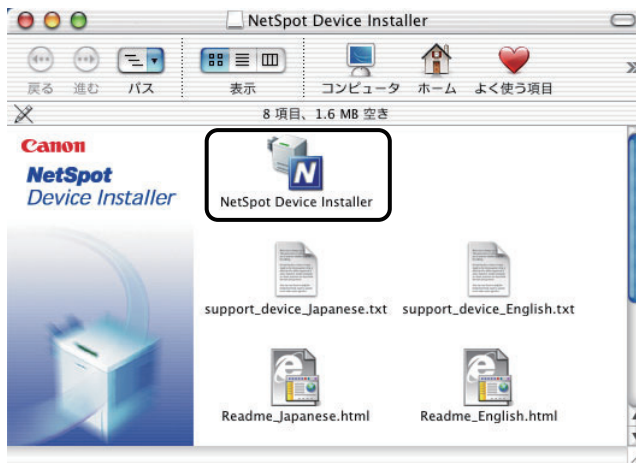 NetSpot Device Installer
戻る 進む パス 表示 コンピュータ ホーム よく使う項目
8 項目、1.6 MB 空き
Canon
NetSpot
Device Installer
N
NetSpot Device Installer
support_device_Japanese.txt support_device_English.txt
Readme_Japanese.html Readme_English.html